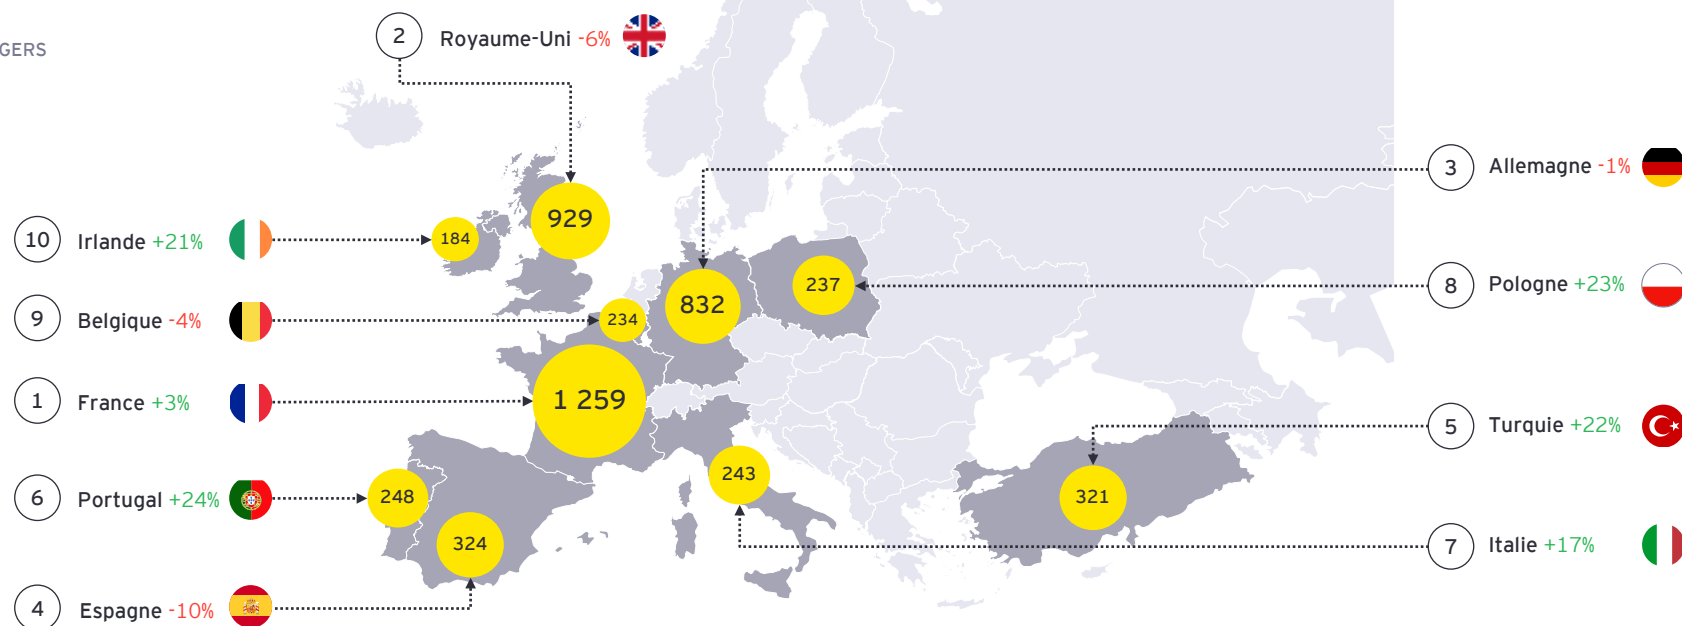 GERS
2 Royaume-Uni -6%
929
3 Allemagne -1%
832
10 Irlande +21%
184
8 Pologne +23%
237
9 Belgique -4%
234
1 France +3%
1 259
5 Turquie +22%
321
6 Portugal +24%
248
243
324
7 Italie +17%
4 Espagne -10%